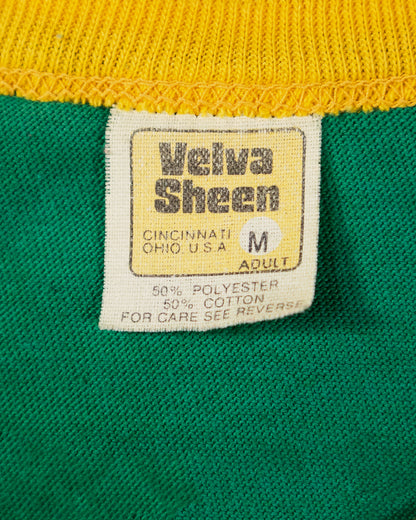 Velva
Sheen
CINCINNATI
OHIO. U.S.A
M
ADULT
50% POLYESTER
50% COTTON
FOR CARE SEE REVERSE